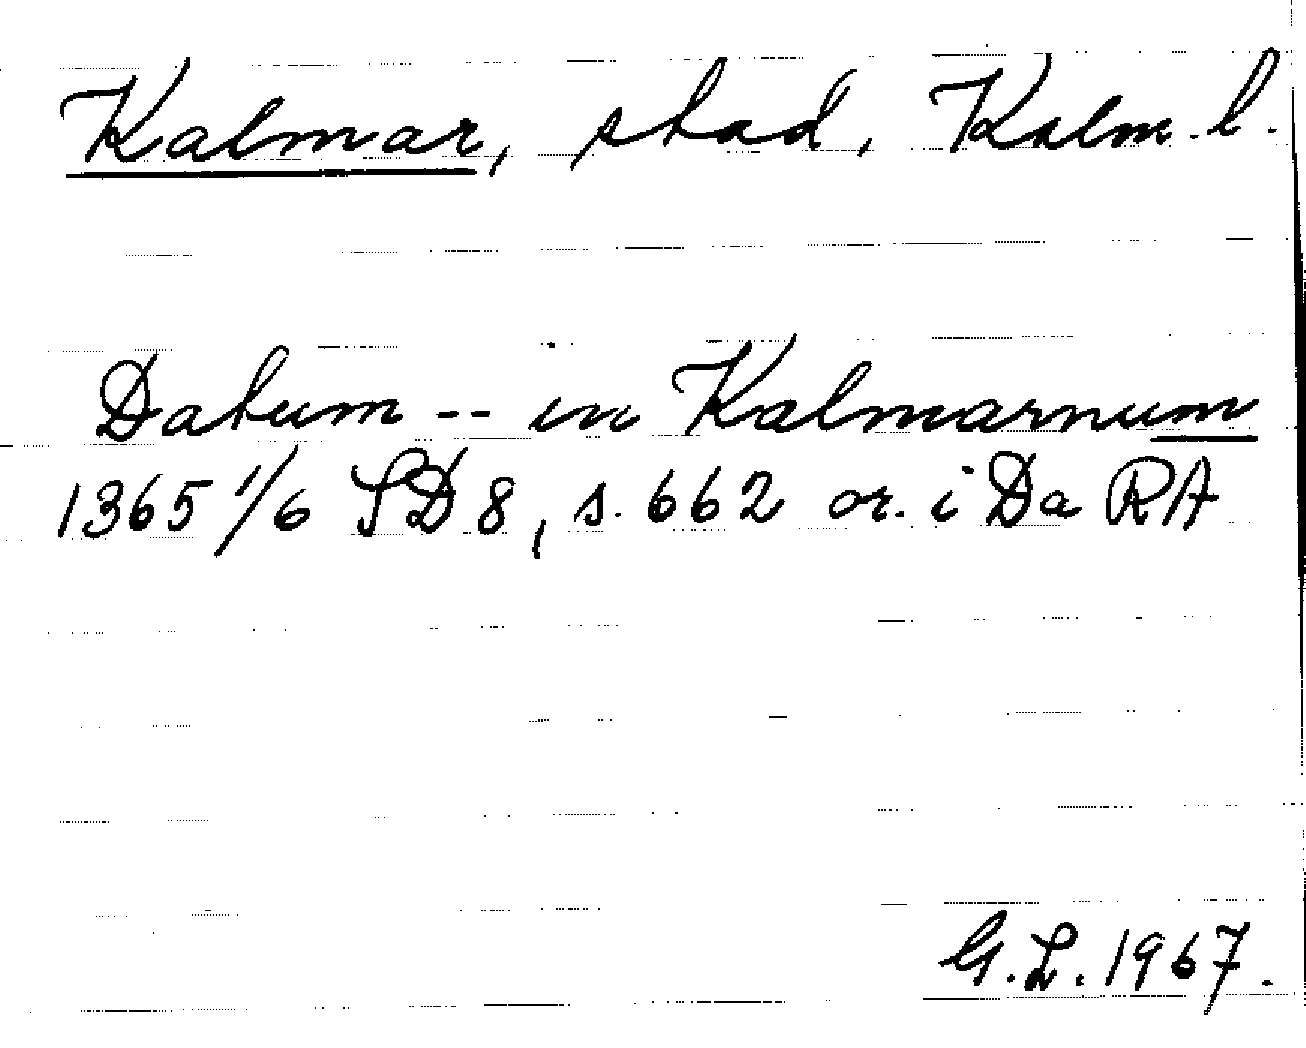 Kalmar, stad, Kalm. l.
Datum -- in Kalmarnum
1365 1/6 SD 8, s. 662 or. i Da RA
G.L. 1967.